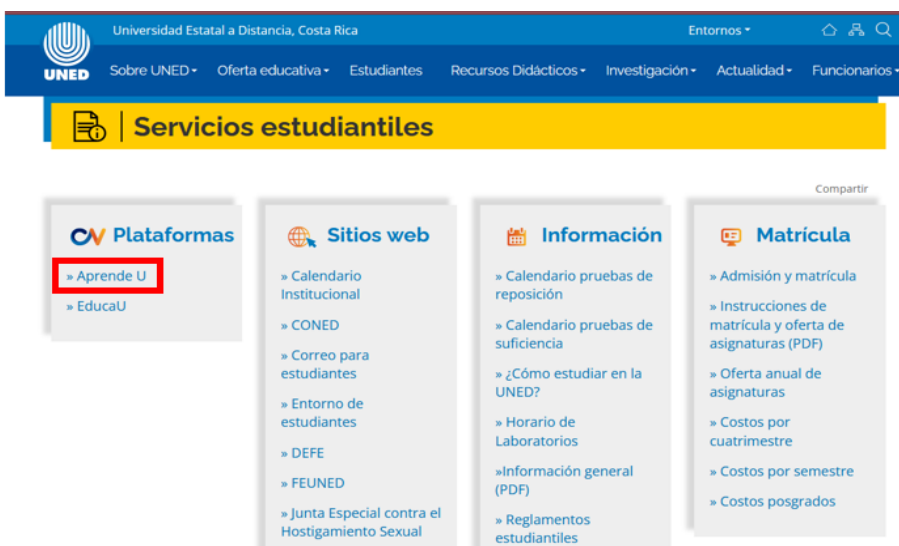 Universidad Estatal a Distancia, Costa Rica
Entornos
UNED
Sobre UNED
Oferta educativa
Estudiantes
Recursos Didácticos
Investigación
Actualidad
Funcionarios
Servicios estudiantiles
Compartir
Plataformas
» Aprende U
» EducaU
Sitios web
» Calendario
Institucional
» CONED
» Correo para
estudiantes
» Entorno de
estudiantes
» DEFE
» FEUNED
» Junta Especial contra el
Hostigamiento Sexual
Información
» Calendario pruebas de
reposición
» Calendario pruebas de
suficiencia
» ¿Cómo estudiar en la
UNED?
» Horario de
Laboratorios
»Información general
(PDF)
» Reglamentos
estudiantiles
Matrícula
» Admisión y matrícula
» Instrucciones de
matrícula y oferta de
asignaturas (PDF)
» Oferta anual de
asignaturas
» Costos por
cuatrimestre
» Costos por semestre
» Costos posgrados